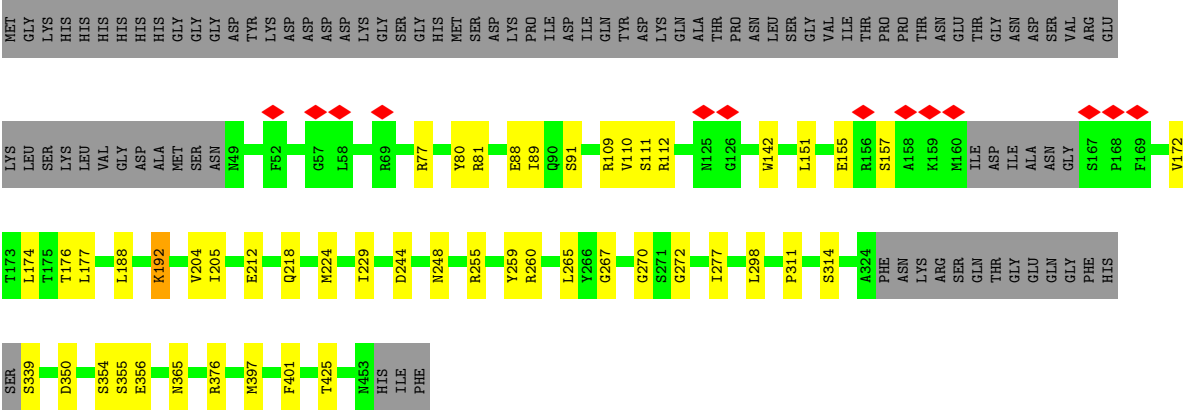 MET GLY LYS HIS HIS HIS HIS HIS HIS HIS GLY GLY GLY ASP TYR LYS ASP ASP ASP ASP LYS GLY SER GLY HIS MET SER ASP LYS PRO ILE ASP ILE GLN TYR ASP LYS GLN ALA THR PRO ASN LEU SER GLY VAL ILE THR PRO PRO THR ASN GLU THR GLY ASN ASP SER VAL ARG GLU
LYS LEU SER LYS LEU VAL GLY ASP ALA MET SER ASN N49 F52 G57 L58 R69 R77 Y80 R81 E88 I89 Q90 S91 R109 V110 S111 R112 N125 G126 W142 L151 E155 R156 S157 A158 K159 M160 ILE ASP ILE ALA ASN GLY S167 P168 F169 V172
T173 L174 T175 T176 L177 L188 K192 V204 I205 E212 Q218 M224 I229 D244 N248 R255 Y259 R260 L265 Y266 G267 G270 S271 G272 I277 L298 P311 S314 A324 PHE ASN LYS ARG SER GLN THR GLY GLU GLN GLY PHE HIS
SER S339 D350 S354 S355 E356 N365 R376 M397 F401 T425 N453 HIS ILE PHE